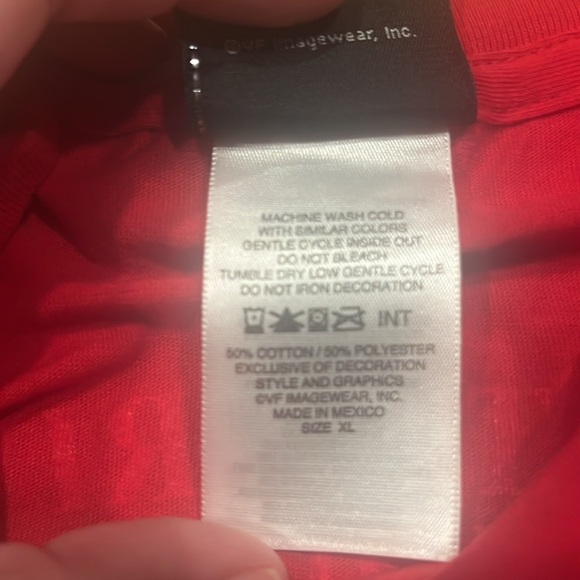 ©VF Imagewear, Inc.
MACHINE WASH COLD
WITH SIMILAR COLORS
GENTLE CYCLE INSIDE OUT
DO NOT BLEACH
TUMBLE DRY LOW GENTLE CYCLE
DO NOT IRON DECORATION
INT
50% COTTON / 50% POLYESTER
EXCLUSIVE OF DECORATION
STYLE AND GRAPHICS
©VF IMAGEWEAR, INC.
MADE IN MEXICO
SIZE XL